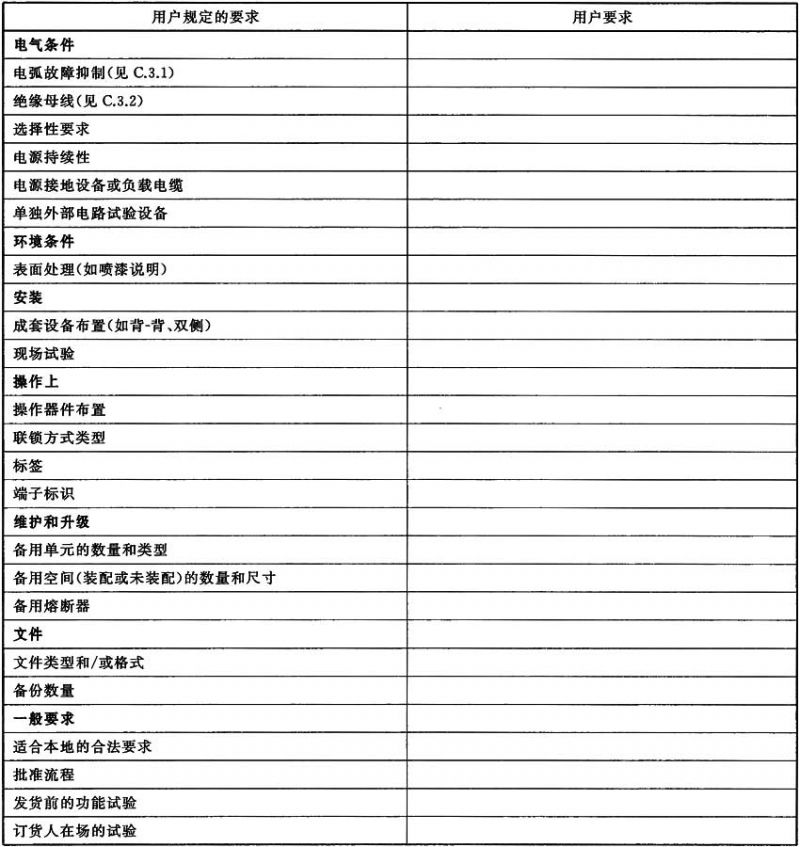 用户规定的要求
用户要求
电气条件
电弧故障抑制(见 C.3.1)
绝缘母线(见 C.3.2)
选择性要求
电源持续性
电源接地设备或负载电缆
单独外部电路试验设备
环境条件
表面处理(如喷漆说明)
安装
成套设备布置(如背-背、双侧)
现场试验
操作上
操作器件布置
联锁方式类型
标签
端子标识
维护和升级
备用单元的数量和类型
备用空间(装配或未装配)的数量和尺寸
备用熔断器
文件
文件类型和/或格式
备份数量
一般要求
适合本地的合法要求
批准流程
发货前的功能试验
订货人在场的试验